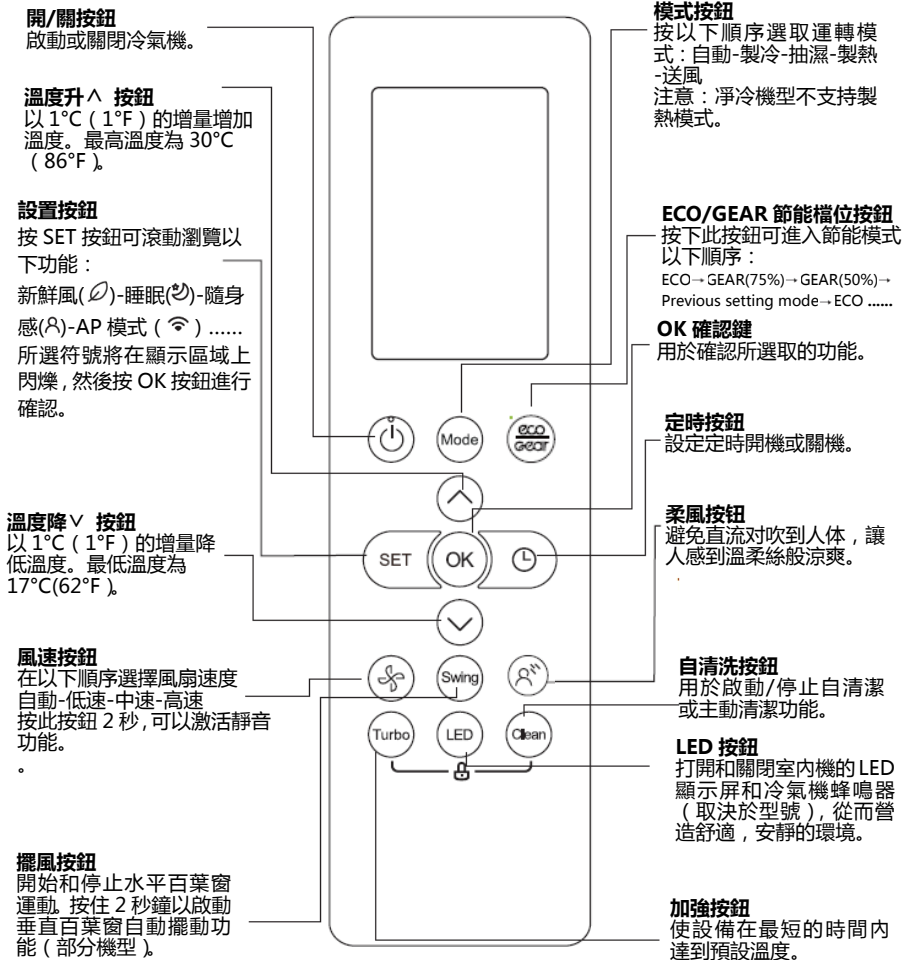 開/關按鈕
啟動或關閉冷氣機。
溫度升∧ 按鈕
以 1°C（1°F）的增量增加
溫度。最高溫度為 30°C
（86°F）。
設置按鈕
按 SET 按鈕可滾動瀏覽以
下功能：
新鮮風( )-睡眠( )-隨身
感( )-AP 模式（ ）......
所選符號將在顯示區域上
閃爍，然後按 OK 按鈕進行
確認。
溫度降∨ 按鈕
以 1°C（1°F）的增量降
低溫度。最低溫度為
17°C(62°F）。
風速按鈕
在以下順序選擇風扇速度
自動-低速-中速-高速
按此按鈕 2 秒，可以激活靜音
功能。
。
擺風按鈕
開始和停止水平百葉窗
運動。按住 2 秒鐘以啟動
垂直百葉窗自動擺動功
能（部分機型）。
Mode
eco
Gear
SET
OK
Swing
Turbo
LED
Clean
模式按鈕
按以下順序選取運轉模
式：自動-製冷-抽濕-製熱
-送風
注意：凈冷機型不支持製
熱模式。
ECO/GEAR 節能檔位按鈕
按下此按鈕可進入節能模式
以下順序：
ECO→GEAR(75%)→GEAR(50%)→
Previous setting mode→ECO ......
OK 確認鍵
用於確認所選取的功能。
定時按鈕
設定定時開機或關機。
柔風按钮
避免直流对吹到人体，讓
人感到溫柔絲般涼爽。
自清洗按鈕
用於啟動/停止自清潔
或主動清潔功能。
LED 按鈕
打開和關閉室內機的 LED
顯示屏和冷氣機蜂鳴器
（取決於型號），從而營
造舒適，安靜的環境。
加強按鈕
使設備在最短的時間內
達到預設溫度。